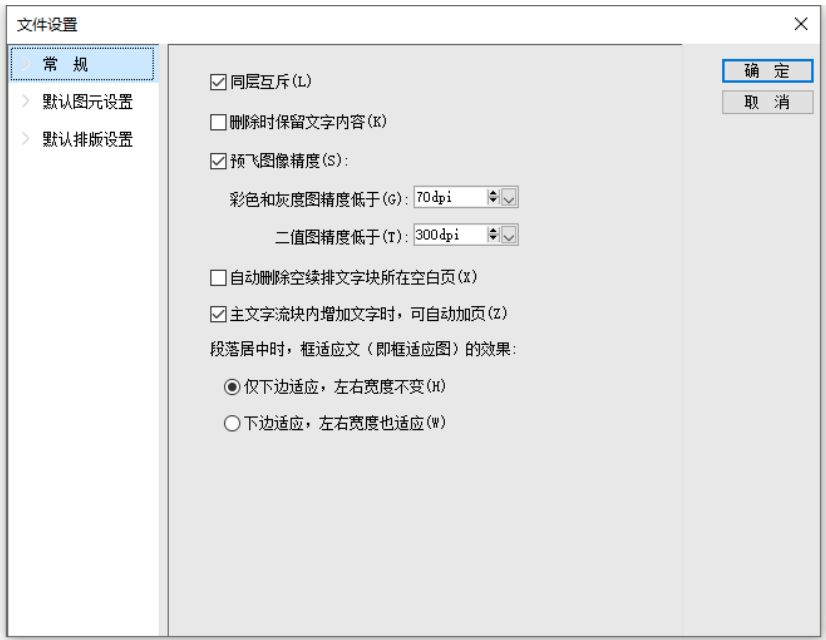 文件设置
常 规
默认图元设置
默认排版设置
同层互斥(L)
删除时保留文字内容(K)
预飞图像精度(S):
彩色和灰度图精度低于(G): 70dpi
二值图精度低于(T): 300dpi
自动删除空续排文字块所在空白页(X)
主文字流块内增加文字时，可自动加页(Z)
段落居中时，框适应文（即框适应图）的效果:
仅下边适应，左右宽度不变(H)
下边适应，左右宽度也适应(W)
确 定
取 消